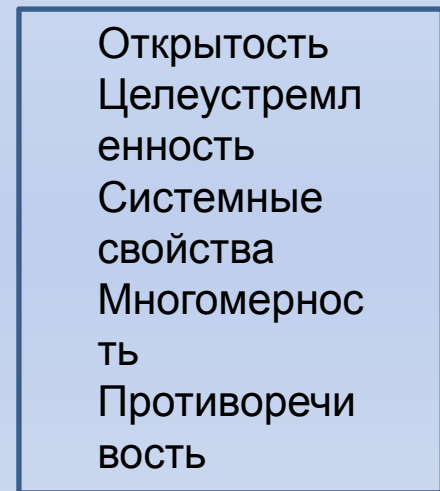 Открытость
Целеустремл
енность
Системные
свойства
Многомернос
ть
Противоречи
вость